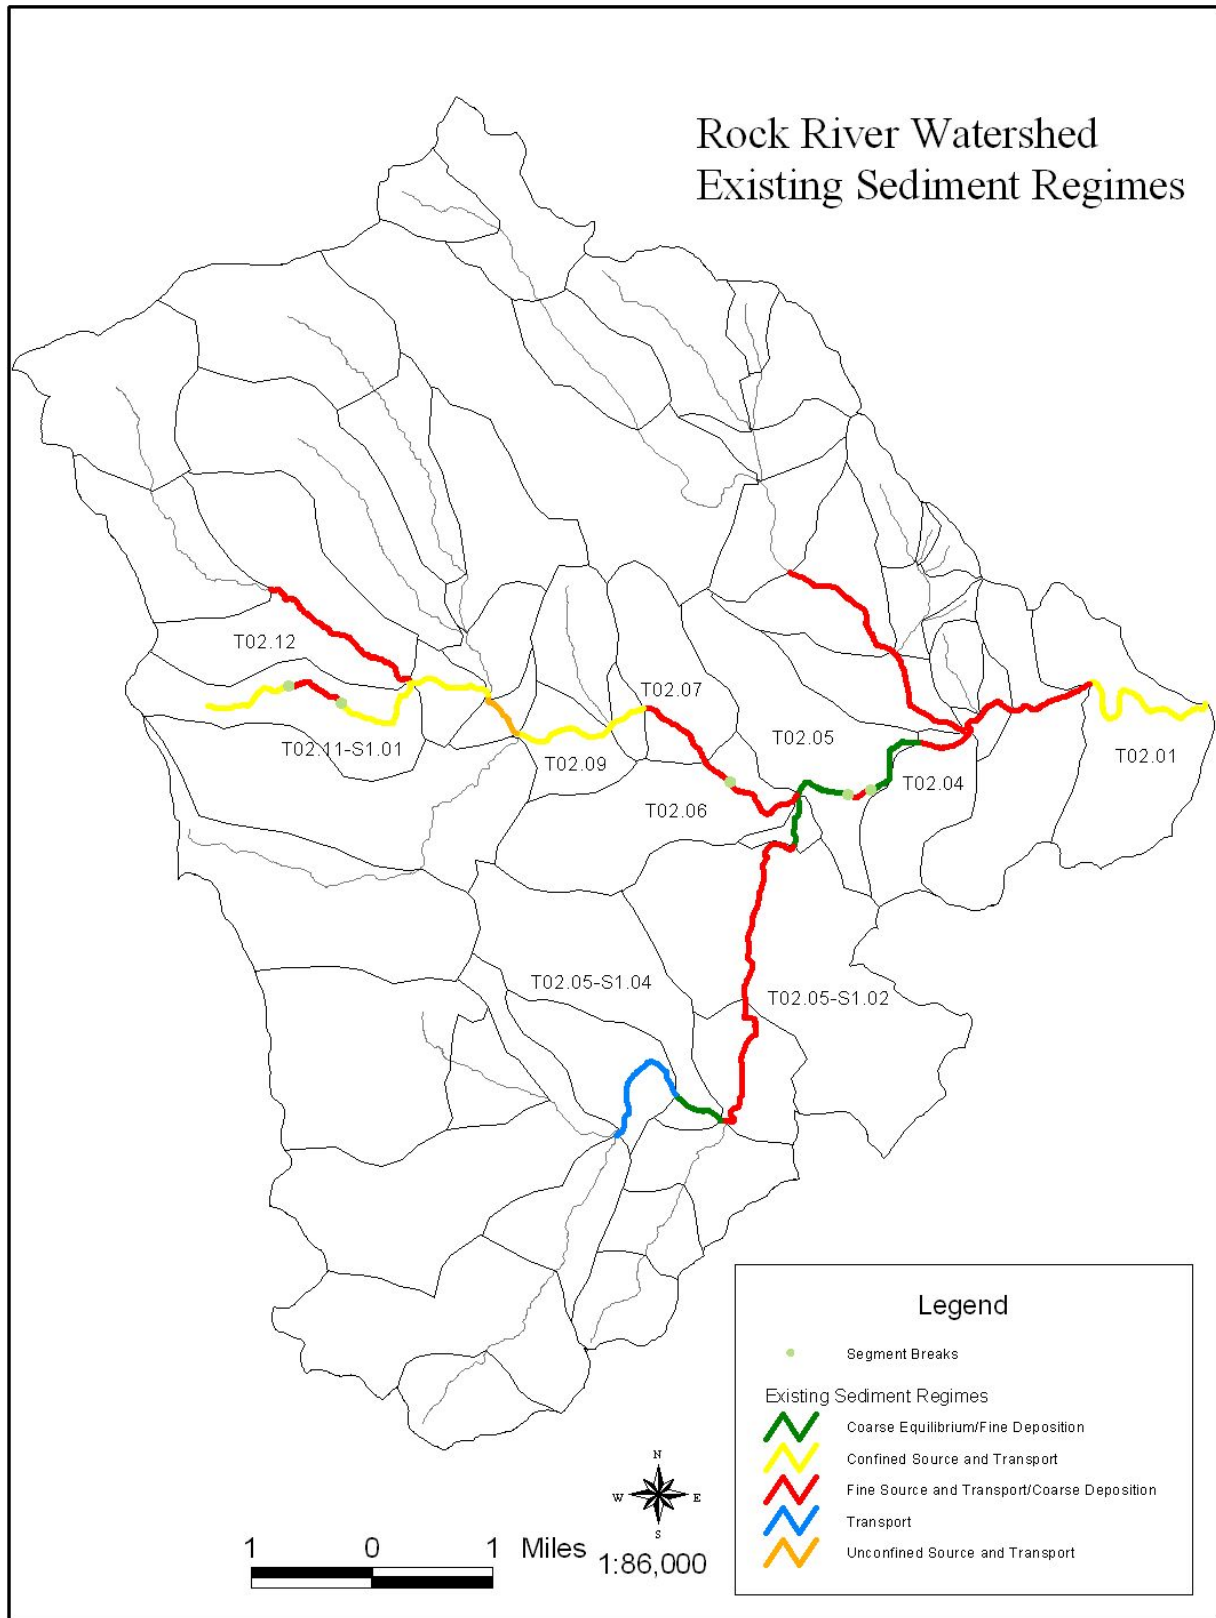 Rock River Watershed
Existing Sediment Regimes
T02.12
T02.07
T02.05
T02.11-S1.01
T02.09
T02.04
T02.01
T02.06
T02.05-S1.04
T02.05-S1.02
Legend
Segment Breaks
Existing Sediment Regimes
Coarse Equilibrium/Fine Deposition
Confined Source and Transport
Fine Source and Transport/Coarse Deposition
Transport
Unconfined Source and Transport
N
W E
S
1 0 1 Miles
1:86,000